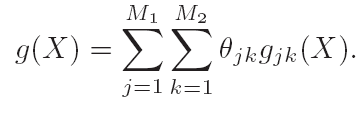 g(X) = \sum_{j=1}^{M_1} \sum_{k=1}^{M_2} \theta_{jk} g_{jk}(X).